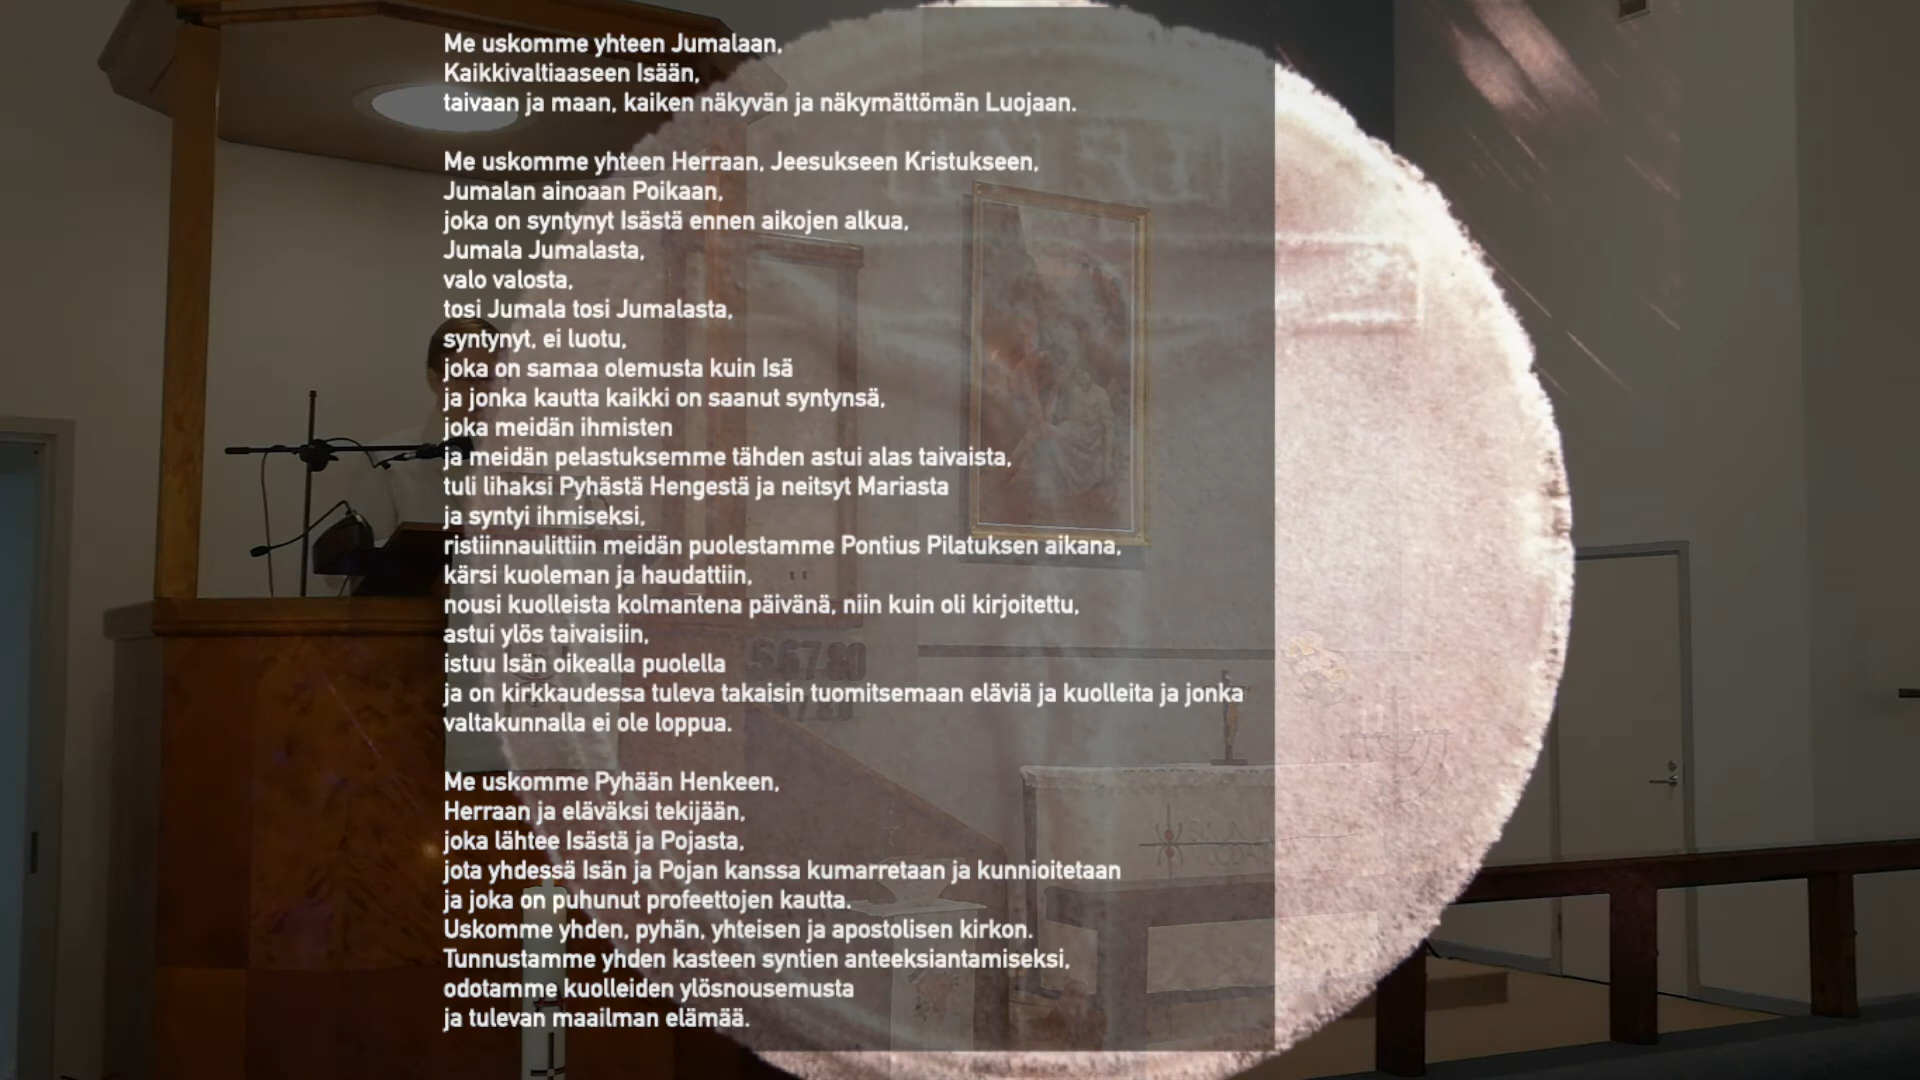 Me uskomme yhteen Jumalaan,
Kaikkivaltiaaseen Isään,
taivaan ja maan, kaiken näkyvän ja näkymättömän Luojaan.
Me uskomme yhteen Herraan, Jeesukseen Kristukseen,
Jumalan ainoaan Poikaan,
joka on syntynyt Isästä ennen aikojen alkua,
Jumala Jumalasta,
valo valosta,
tosi Jumala tosi Jumalasta,
syntynyt, ei luotu,
joka on samaa olemusta kuin Isä
ja jonka kautta kaikki on saanut syntynsä,
joka meidän ihmisten
ja meidän pelastuksemme tähden astui alas taivaista,
tuli lihaksi Pyhästä Hengestä ja neitsyt Mariasta
ja syntyi ihmiseksi,
ristiinnaulittiin meidän puolestamme Pontius Pilatuksen aikana,
kärsi kuoleman ja haudattiin,
nousi kuolleista kolmantena päivänä, niin kuin oli kirjoitettu,
astui ylös taivaisiin,
istuu Isän oikealla puolella
ja on kirkkaudessa tuleva takaisin tuomitsemaan eläviä ja kuolleita ja jonka
valtakunnalla ei ole loppua.
Me uskomme Pyhään Henkeen,
Herraan ja eläväksi tekijään,
joka lähtee Isästä ja Pojasta,
jota yhdessä Isän ja Pojan kanssa kumarretaan ja kunnioitetaan
ja joka on puhunut profeettojen kautta.
Uskomme yhden, pyhän, yhteisen ja apostolisen kirkon.
Tunnustamme yhden kasteen syntien anteeksiantamiseksi,
odotamme kuolleiden ylösnousemusta
ja tulevan maailman elämää.